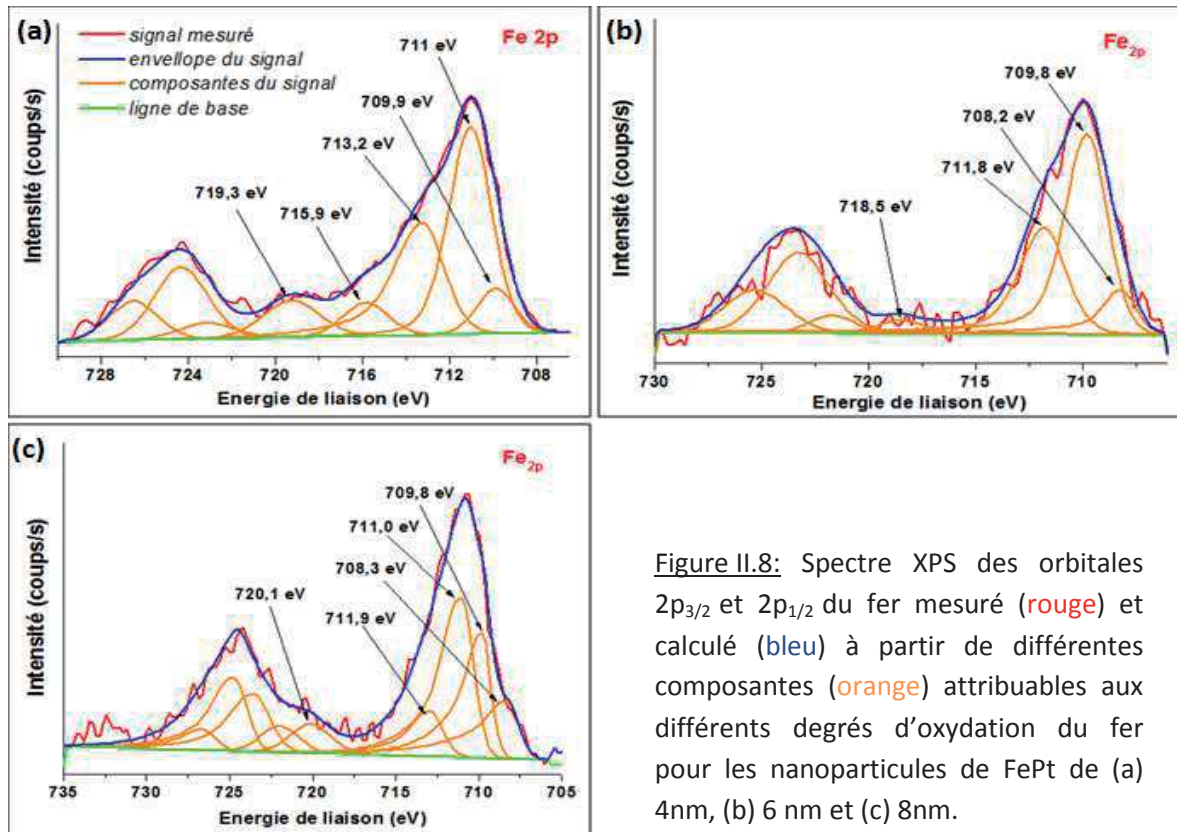 (a)
signal mesuré
envellope du signal
composantes du signal
ligne de base
Fe 2p
711 eV
709,9 eV
713,2 eV
719,3 eV
715,9 eV
Intensité (coups/s)
728 724 720 716 711 708
Energie de liaison (eV)
(b)
Fe2p
709,8 eV
708,2 eV
711,8 eV
718,5 eV
Intensité (coups/s)
730 725 720 715 710
Energie de liaison (eV)
(c)
Fe2p
709,8 eV
711,0 eV
708,3 eV
711,9 eV
720,1 eV
Intensité (coups/s)
735 730 725 720 715 710 705
Energie de liaison (eV)
Figure II.8: Spectre XPS des orbitales
2p3/2 et 2p1/2 du fer mesuré (rouge) et
calculé (bleu) à partir de différentes
composantes (orange) attribuables aux
différents degrés d’oxydation du fer
pour les nanoparticules de FePt de (a)
4nm, (b) 6 nm et (c) 8nm.